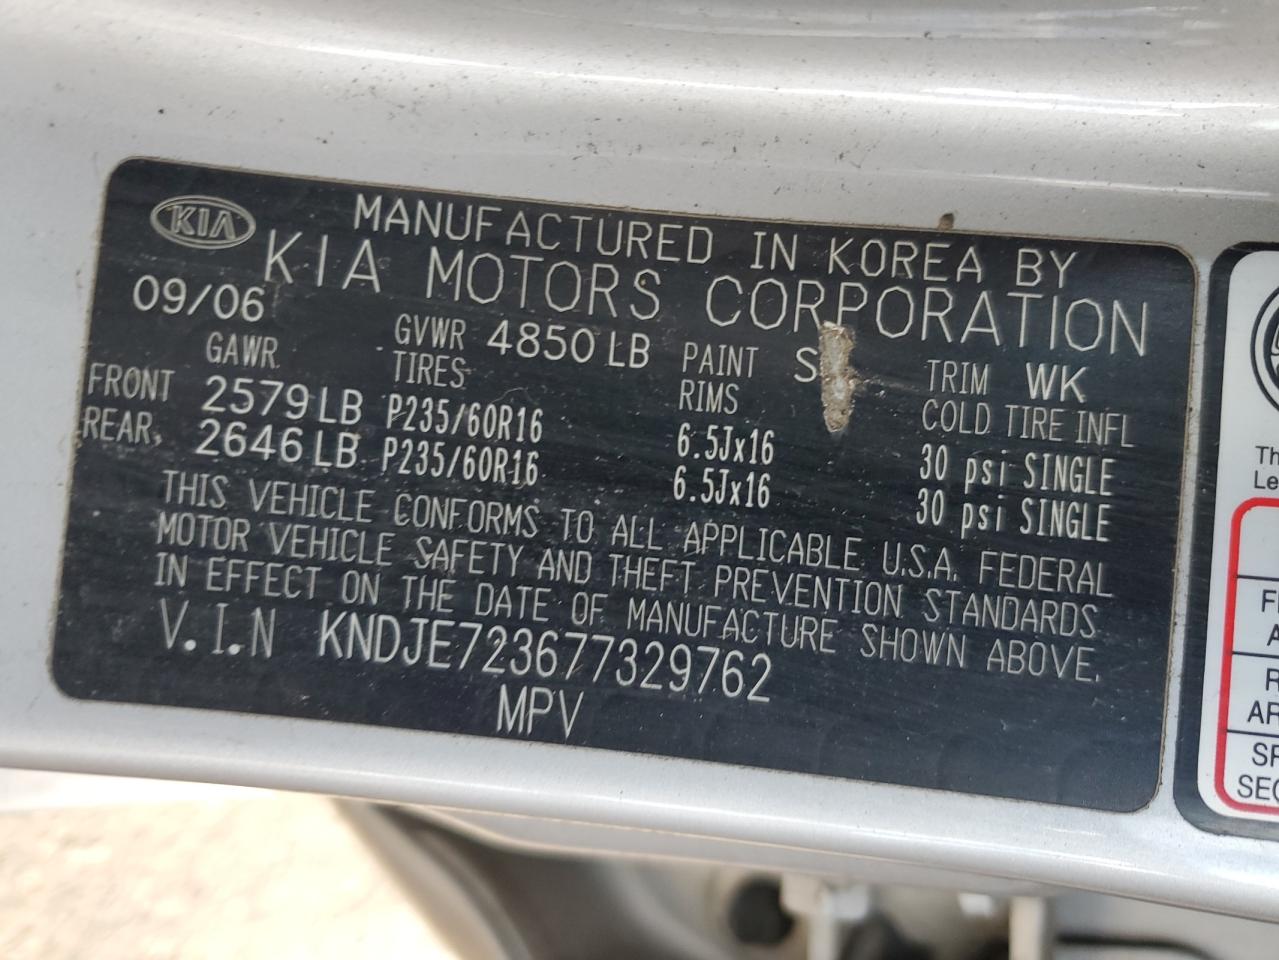 KIA
MANUFACTURED IN KOREA BY
KIA MOTORS CORPORATION
09/06
GVWR 4850 LB PAINT TRIM WK
GAWR TIRES RIMS COLD TIRE INFL
FRONT 2579 LB P235/60R16 6.5Jx16 30 psi SINGLE
REAR, 2646 LB P235/60R16 6.5Jx16 30 psi SINGLE
THIS VEHICLE CONFORMS TO ALL APPLICABLE U.S.A. FEDERAL
MOTOR VEHICLE SAFETY AND THEFT PREVENTION STANDARDS
IN EFFECT ON THE DATE OF MANUFACTURE SHOWN ABOVE.
V.I.N KNDJE723677329762
MPV